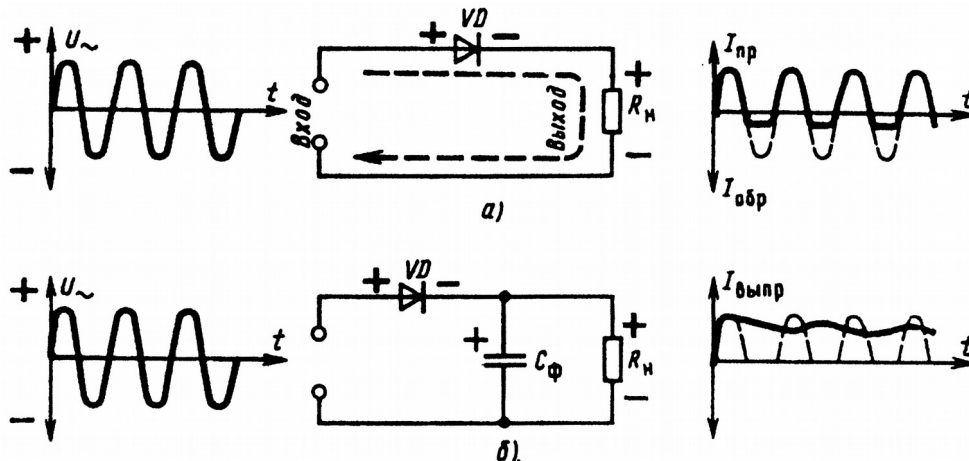 + U~ t
−
+ VD −
Вход
Выход
+
Rн
−
а)
Iпр
t
Iобр
+ U~ t
−
+ VD −
+ Cф
+
Rн
−
б).
Iвыпр
t